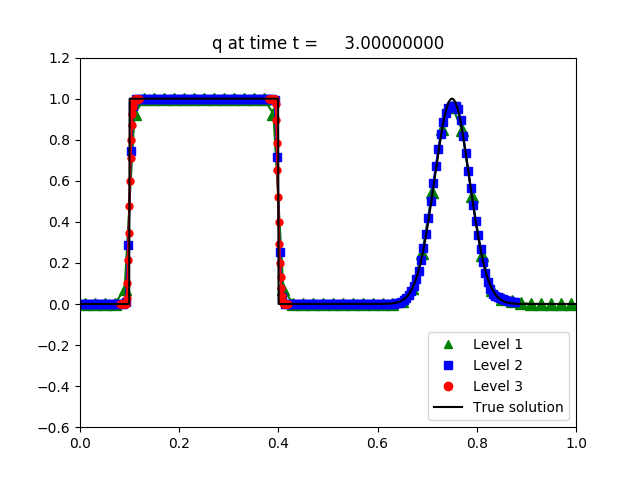 q at time t = 3.00000000
1.2
1.0
0.8
0.6
0.4
0.2
0.0
−0.2
−0.4
−0.6
0.0 0.2 0.4 0.6 0.8 1.0
Level 1
Level 2
Level 3
True solution